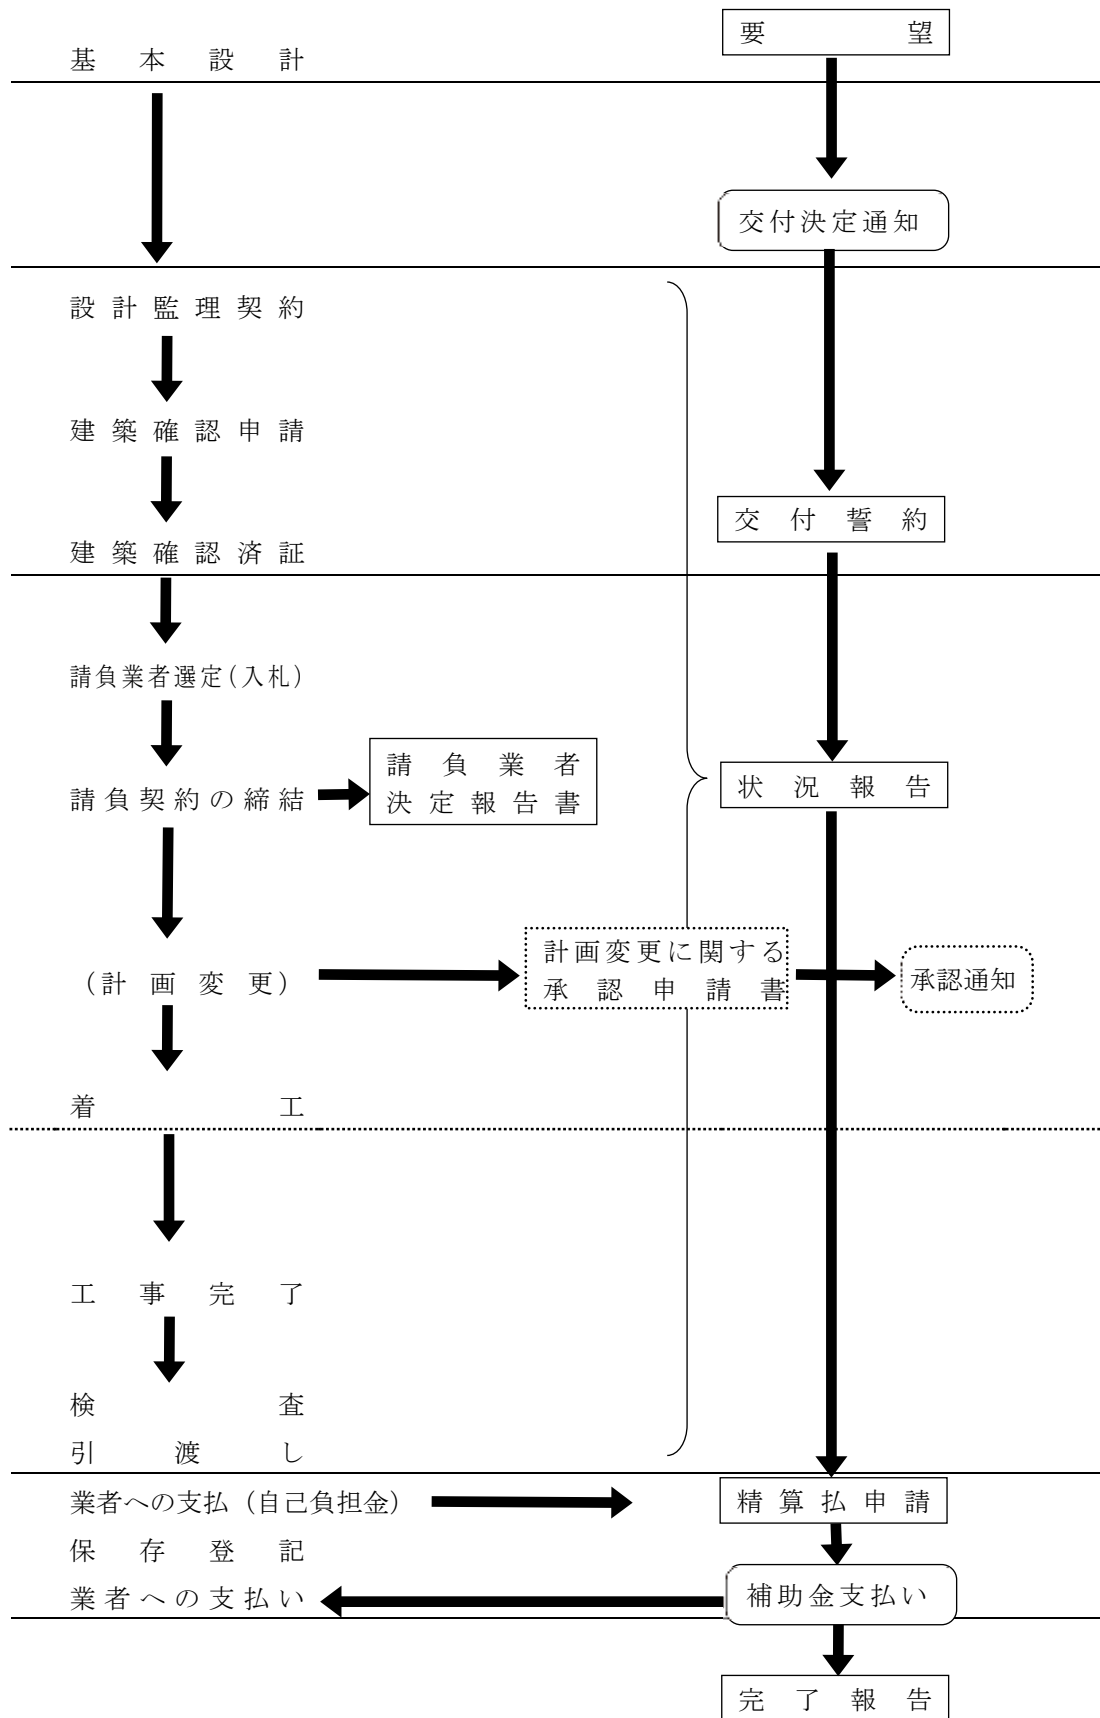 要望
基本設計
交付決定通知
設計監理契約
建築確認申請
交付誓約
建築確認済証
請負業者選定(入札)
請負業者
決定報告書
請負契約の締結
状況報告
計画変更に関する
承認申請書
(計画変更)
承認通知
着工
工事完了
検査
引渡し
業者への支払(自己負担金)
精算払申請
保存登記
業者への支払い
補助金支払い
完了報告